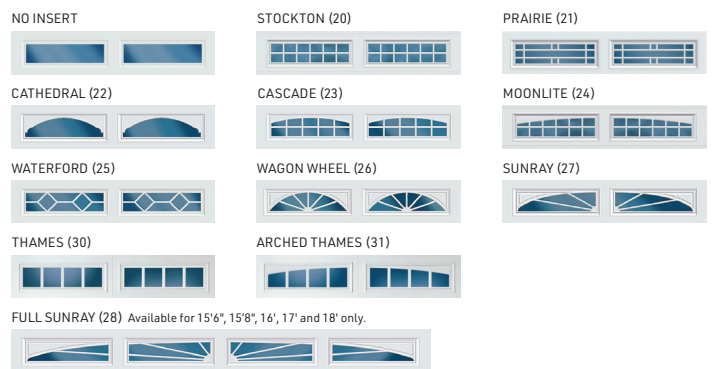 NO INSERT
STOCKTON (20)
PRAIRIE (21)
CATHEDRAL (22)
CASCADE (23)
MOONLITE (24)
WATERFORD (25)
WAGON WHEEL (26)
SUNRAY (27)
THAMES (30)
ARCHED THAMES (31)
FULL SUNRAY (28) Available for 15'6", 15'8", 16', 17' and 18' only.